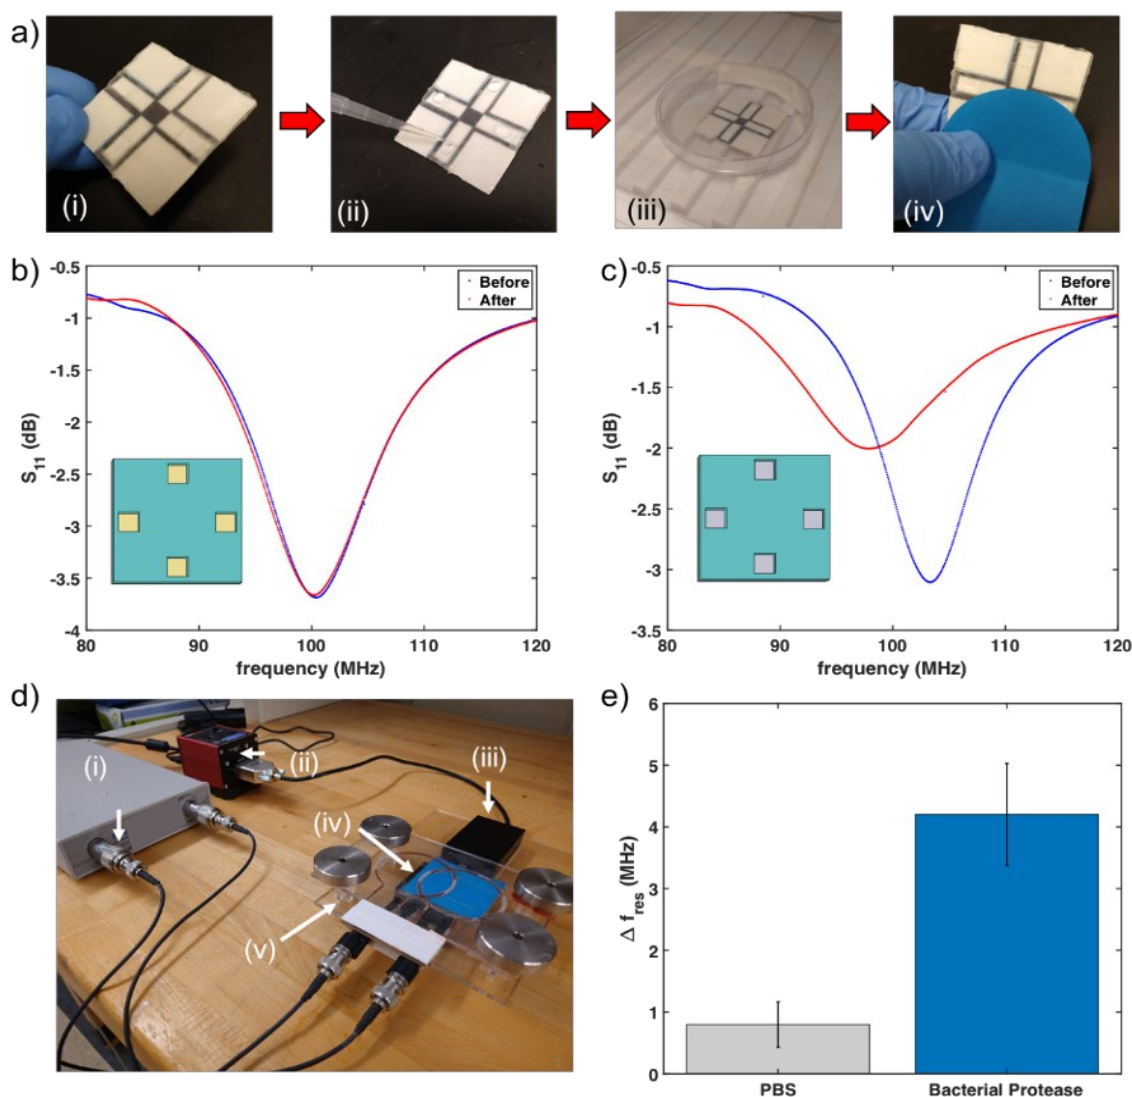 a)
(i)
(ii)
(iii)
(iv)
b)
-0.5
-1
-1.5
-2
-2.5
-3
-3.5
-4
80
90
100
110
120
S11 (dB)
frequency (MHz)
Before
After
c)
-0.5
-1
-1.5
-2
-2.5
-3
-3.5
80
90
100
110
120
S11 (dB)
frequency (MHz)
Before
After
d)
(i)
(ii)
(iii)
(iv)
(v)
e)
6
5
4
3
2
1
0
Δ fres (MHz)
PBS
Bacterial Protease